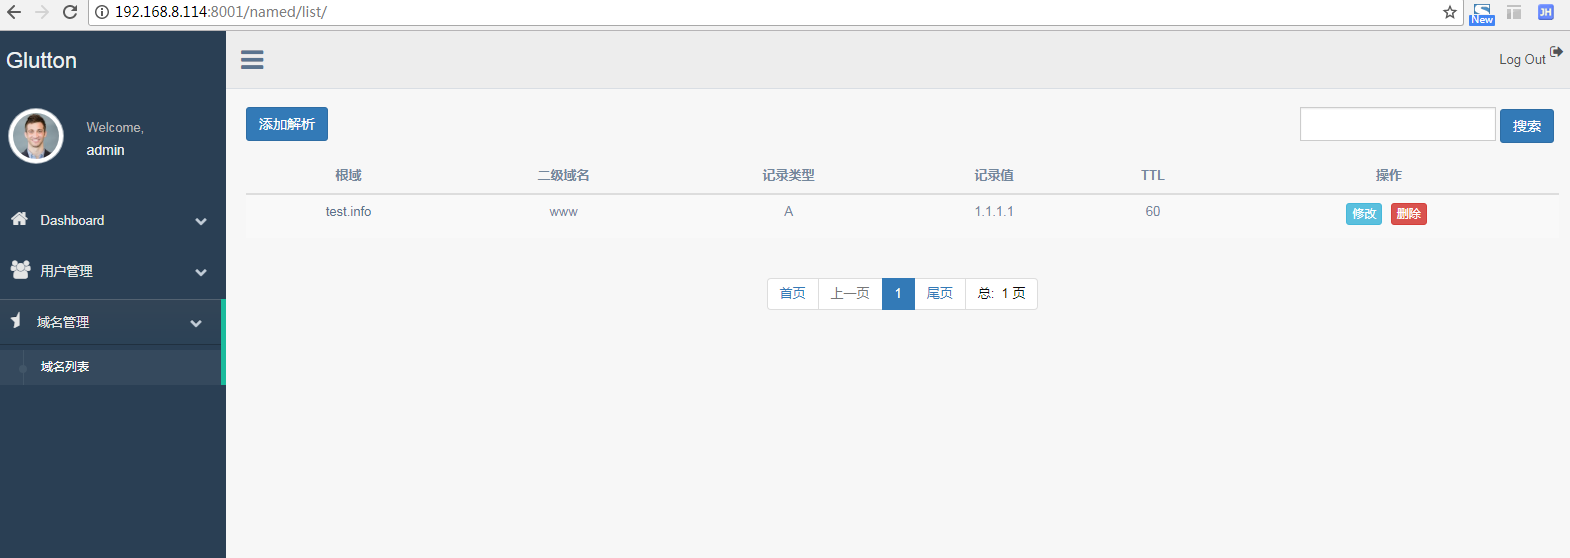 192.168.8.114:8001/named/list/
New
JH
Glutton
Log Out
Welcome,
admin
Dashboard
用户管理
域名管理
域名列表
添加解析
搜索
根域 二级域名 记录类型 记录值 TTL 操作
test.info www A 1.1.1.1 60 修改 删除
首页 上一页 1 尾页 总: 1 页